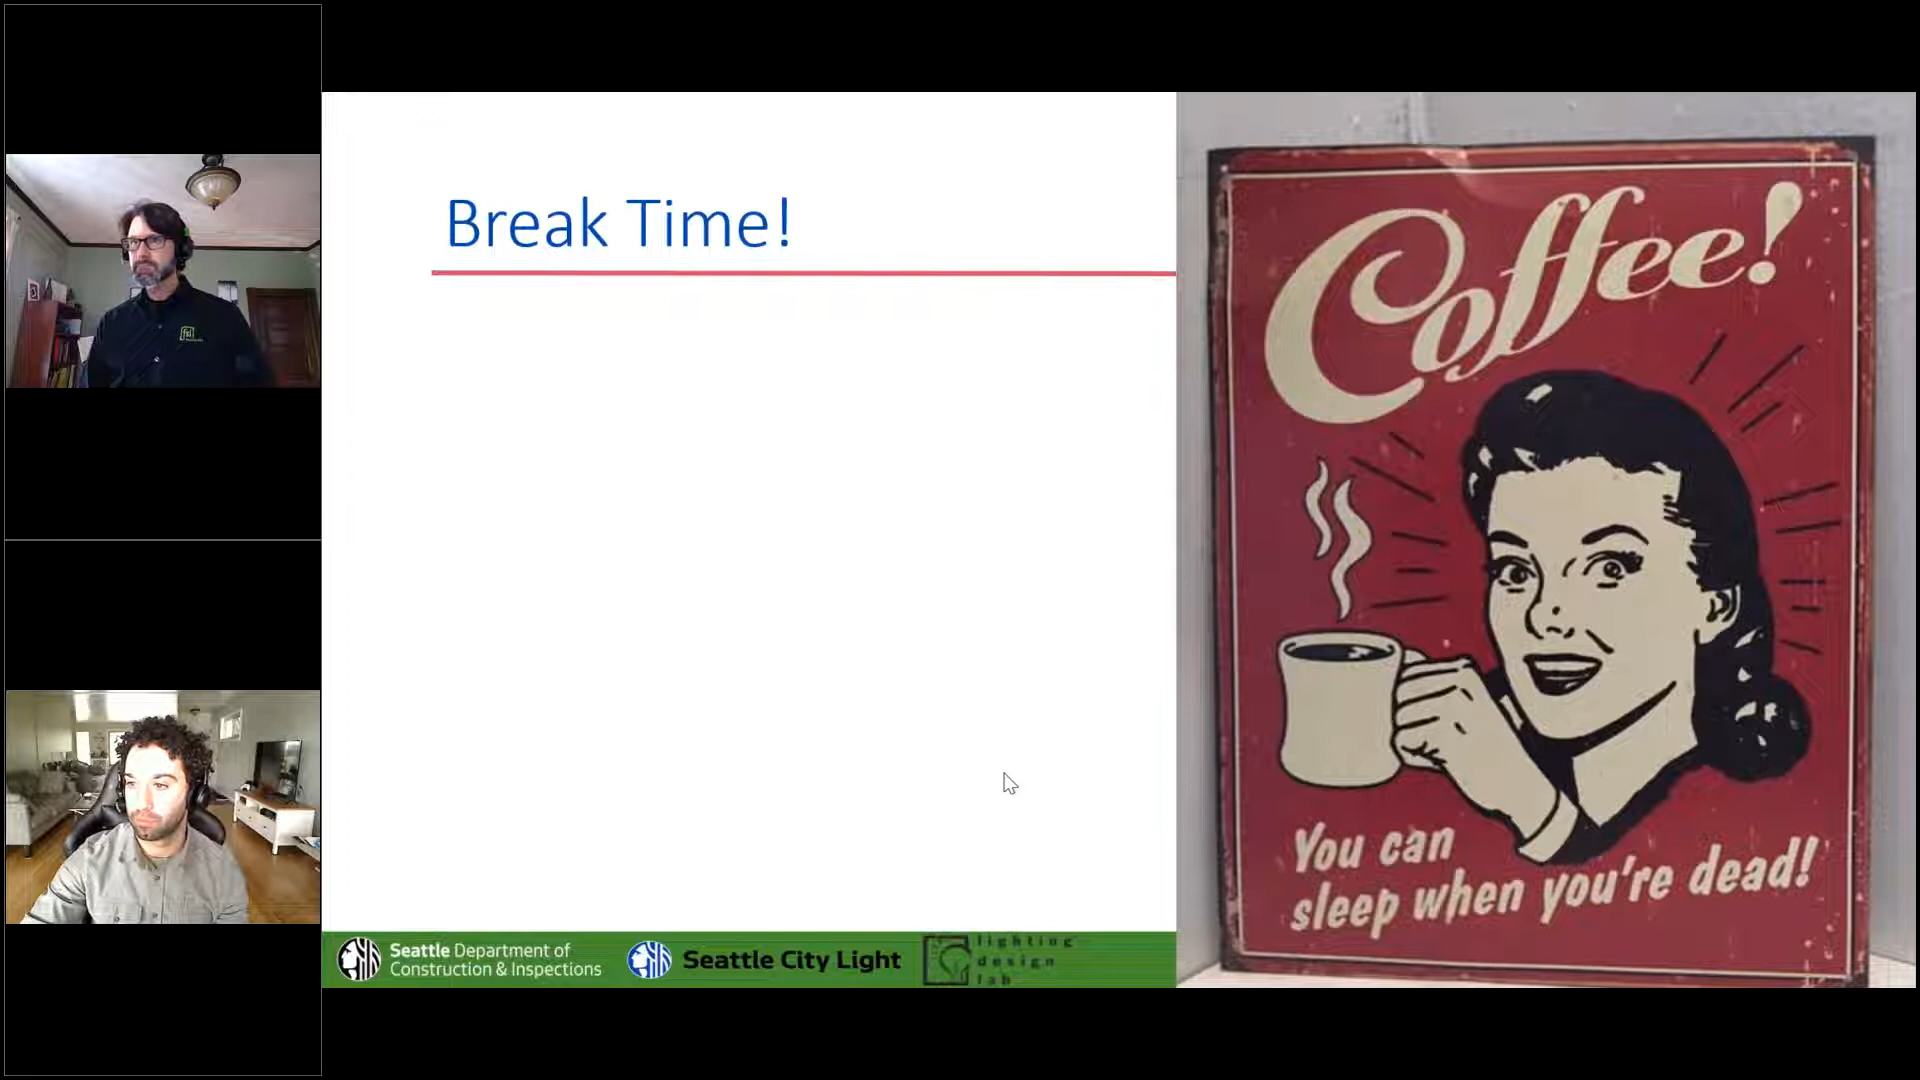 Break Time!
Coffee!
You can
sleep when you're dead!
Seattle Department of
Construction & Inspections
Seattle City Light
lighting
design
lab